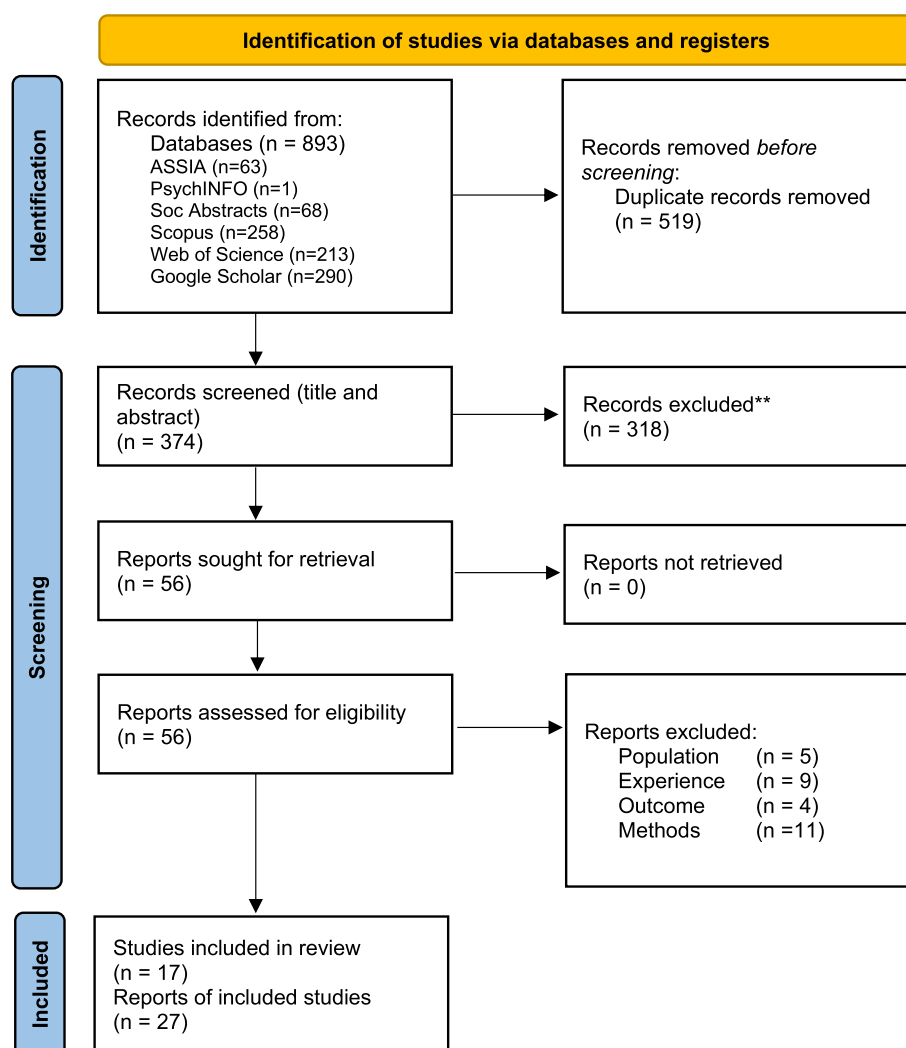 Identification of studies via databases and registers
Identification
Records identified from:
Databases (n = 893)
ASSIA (n=63)
PsychINFO (n=1)
Soc Abstracts (n=68)
Scopus (n=258)
Web of Science (n=213)
Google Scholar (n=290)
Records removed before
screening:
Duplicate records removed
(n = 519)
Screening
Records screened (title and
abstract)
(n = 374)
Records excluded**
(n = 318)
Reports sought for retrieval
(n = 56)
Reports not retrieved
(n = 0)
Reports assessed for eligibility
(n = 56)
Reports excluded:
Population (n = 5)
Experience (n = 9)
Outcome (n = 4)
Methods (n =11)
Included
Studies included in review
(n = 17)
Reports of included studies
(n = 27)